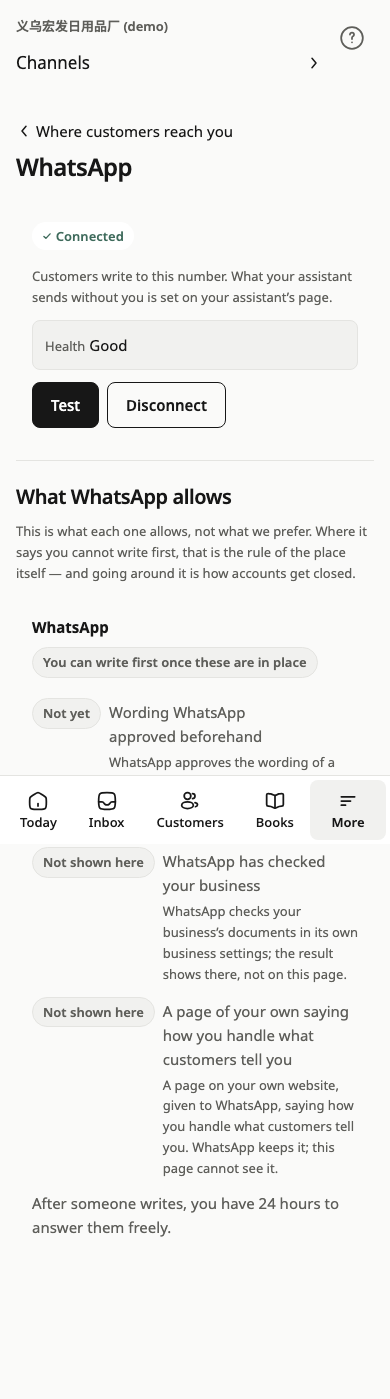 义乌宏发日用品厂 (demo)
Channels
Where customers reach you
WhatsApp
Connected
Customers write to this number. What your assistant
sends without you is set on your assistant's page.
Health Good
Test
Disconnect
What WhatsApp allows
This is what each one allows, not what we prefer. Where it
says you cannot write first, that is the rule of the place
itself — and going around it is how accounts get closed.
WhatsApp
You can write first once these are in place
Not yet
Wording WhatsApp
approved beforehand
WhatsApp approves the wording of a
Today
Inbox
Customers
Books
More
Not shown here
WhatsApp has checked
your business
WhatsApp checks your
business's documents in its own
business settings; the result
shows there, not on this page.
Not shown here
A page of your own saying
how you handle what
customers tell you
A page on your own website,
given to WhatsApp, saying how
you handle what customers tell
you. WhatsApp keeps it; this
page cannot see it.
After someone writes, you have 24 hours to
answer them freely.